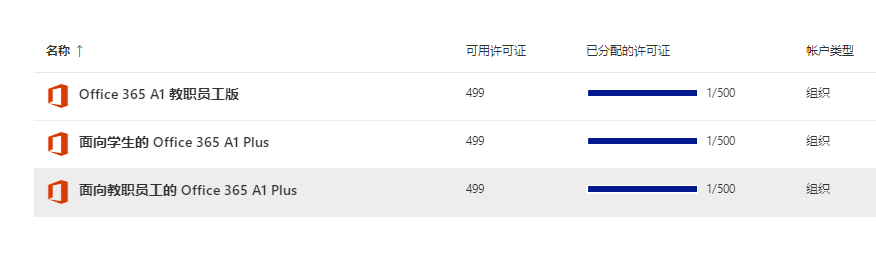 名称 ↑ 可用许可证 已分配的许可证 帐户类型
Office 365 A1 教职员工版 499 1/500 组织
面向学生的 Office 365 A1 Plus 499 1/500 组织
面向教职员工的 Office 365 A1 Plus 499 1/500 组织